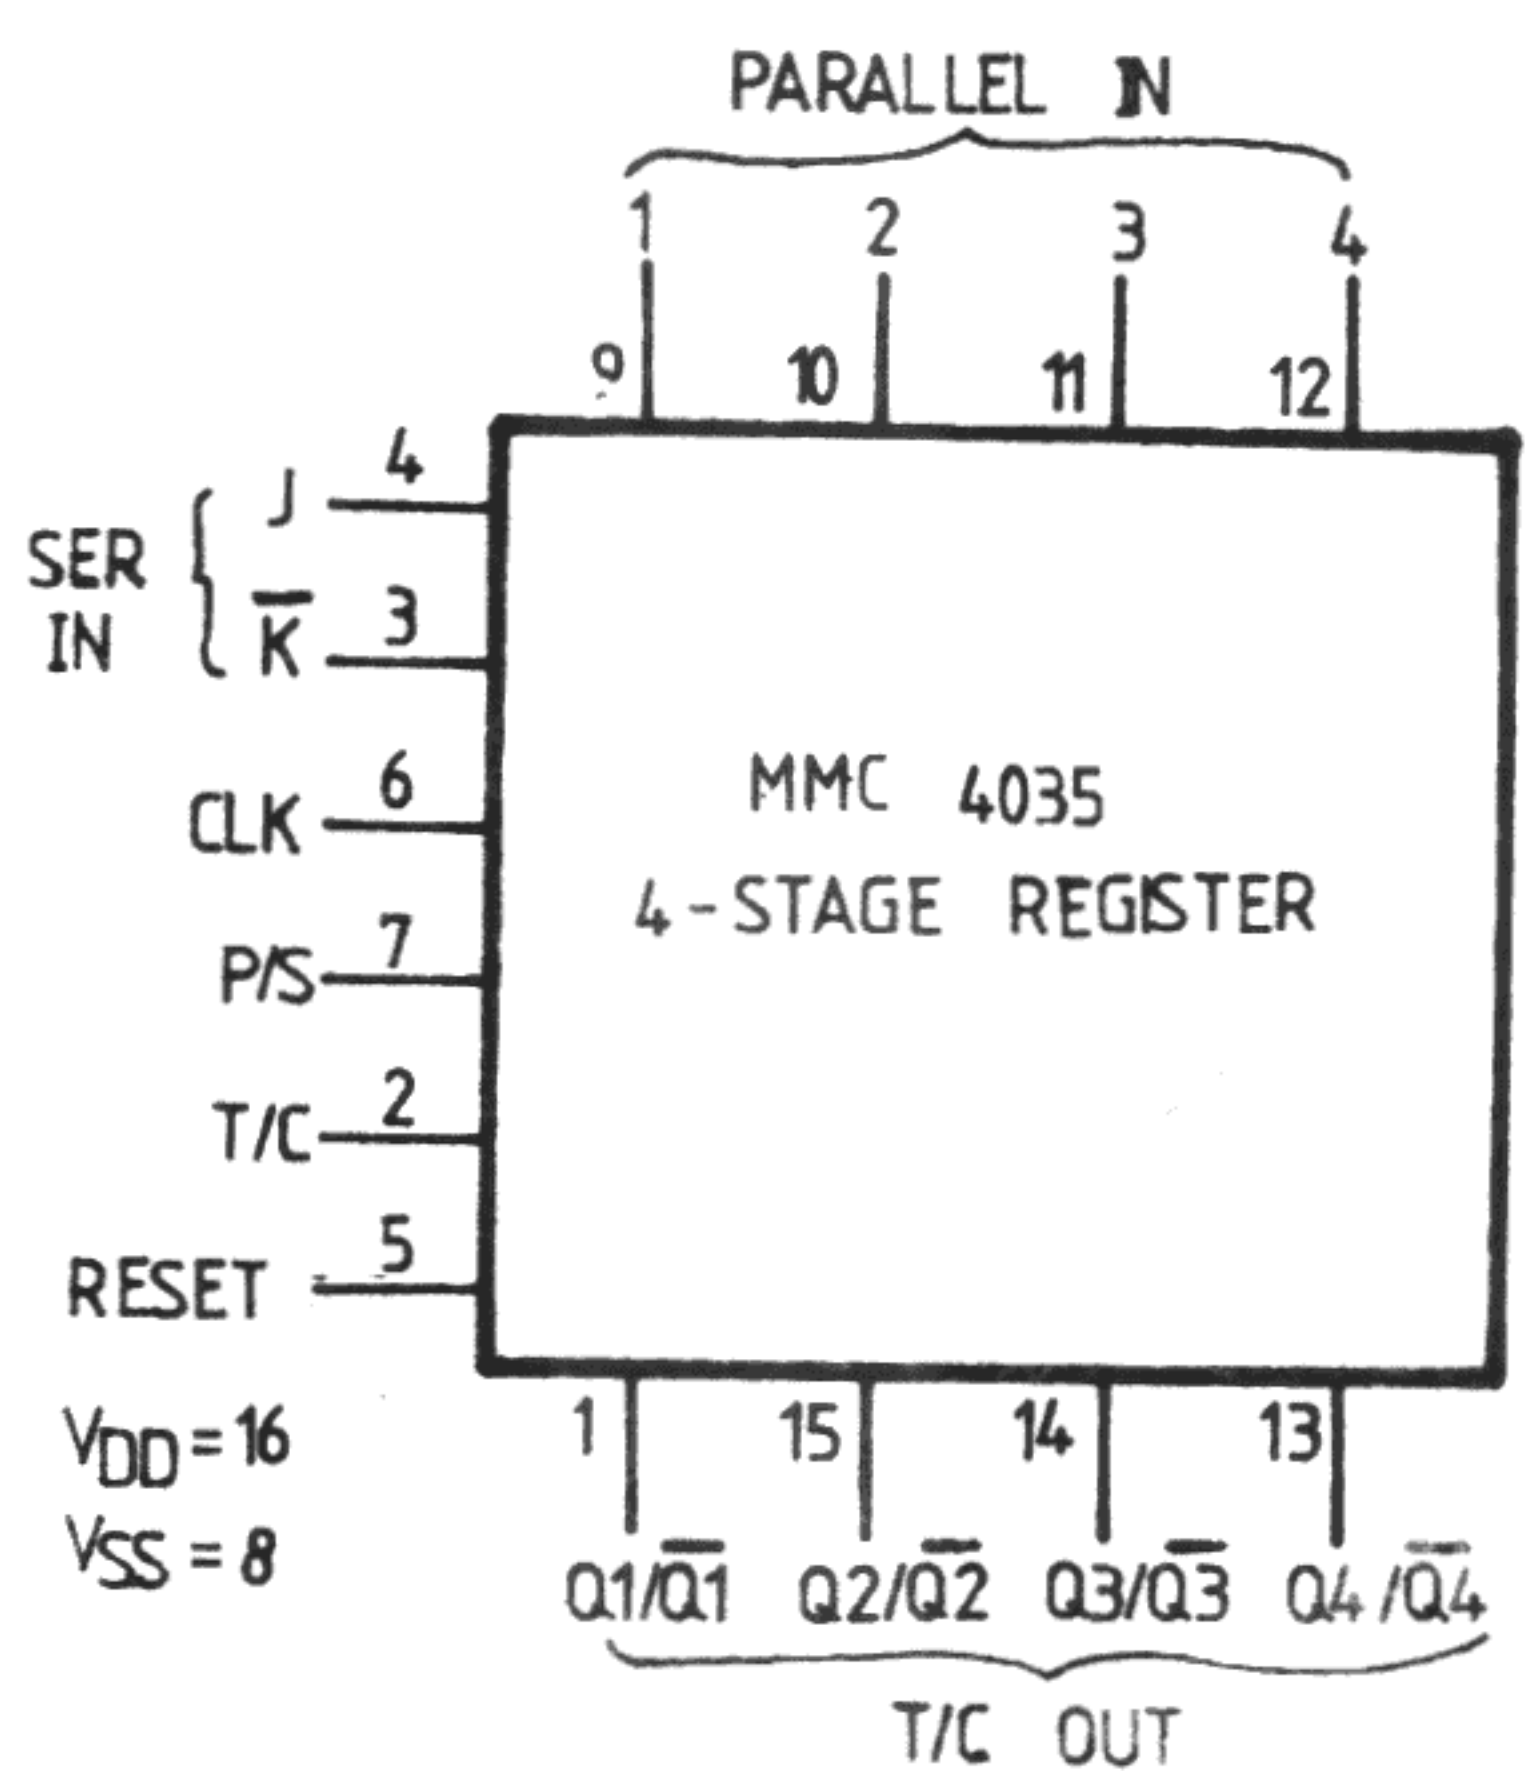 PARALLEL IN
1 2 3 4
9 10 11 12
J 4
SER IN
K̅ 3
CLK 6
P/S 7
T/C 2
RESET 5
MMC 4035
4-STAGE REGISTER
VDD = 16
VSS = 8
1 15 14 13
Q1/Q̅1̅ Q2/Q̅2̅ Q3/Q̅3̅ Q4/Q̅4̅
T/C OUT